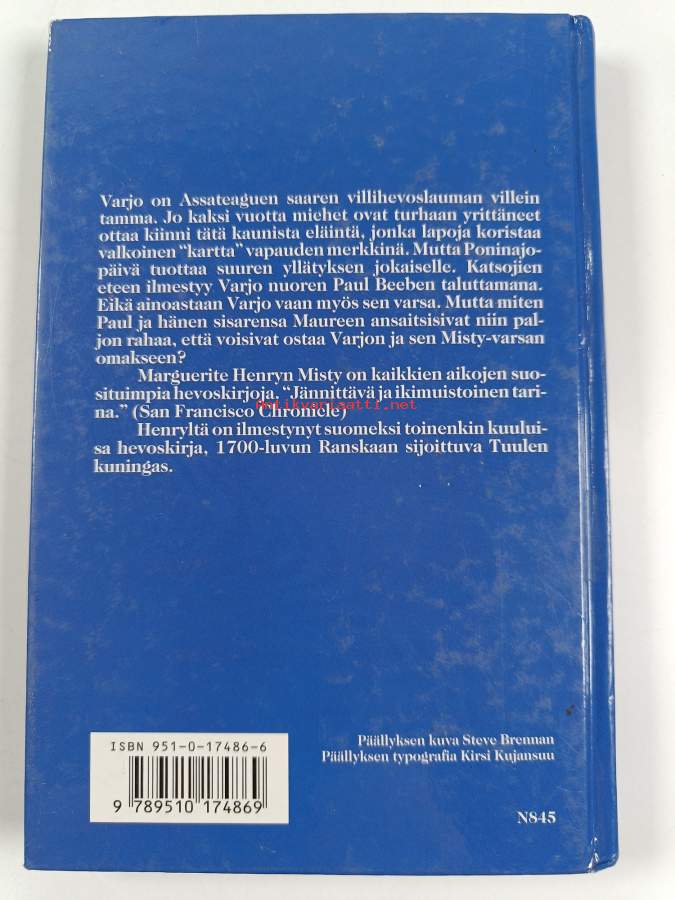 Varjo on Assateaguen saaren villihevoslauman villein
tamma. Jo kaksi vuotta miehet ovat turhaan yrittäneet
ottaa kiinni tätä kaunista eläintä, jonka lapoja koristaa
valkoinen “kartta” vapauden merkkinä. Mutta Poninajo-
päivä tuottaa suuren yllätyksen jokaiselle. Katsojien
eteen ilmestyy Varjo nuoren Paul Beeben taluttamana.
Eikä ainoastaan Varjo vaan myös sen varsa. Mutta miten
Paul ja hänen sisarensa Maureen ansaitsisivat niin pal-
jon rahaa, että voisivat ostaa Varjon ja sen Misty-varsan
omakseen?
Marguerite Henryn Misty on kaikkien aikojen suo-
situimpia hevoskirjoja. “Jännittävä ja ikimuistoinen tari-
na.” (San Francisco Chronicle)
Antikvariaatti.net
Henryltä on ilmestynyt suomeksi toinenkin kuului-
sa hevoskirja, 1700-luvun Ranskaan sijoittuva Tuulen
kuningas.
ISBN 951-0-17486-6
9 789510 174869
Päällyksen kuva Steve Brennan
Päällyksen typografia Kirsi Kujansuu
N845